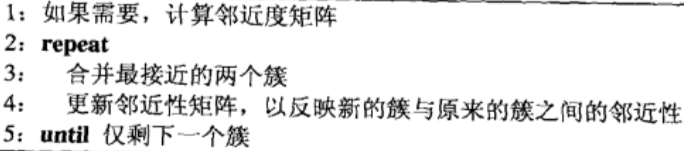 1：如果需要，计算邻近度矩阵
2：repeat
3：  合并最接近的两个簇
4：  更新邻近性矩阵，以反映新的簇与原来的簇之间的邻近性
5：until 仅剩下一个簇